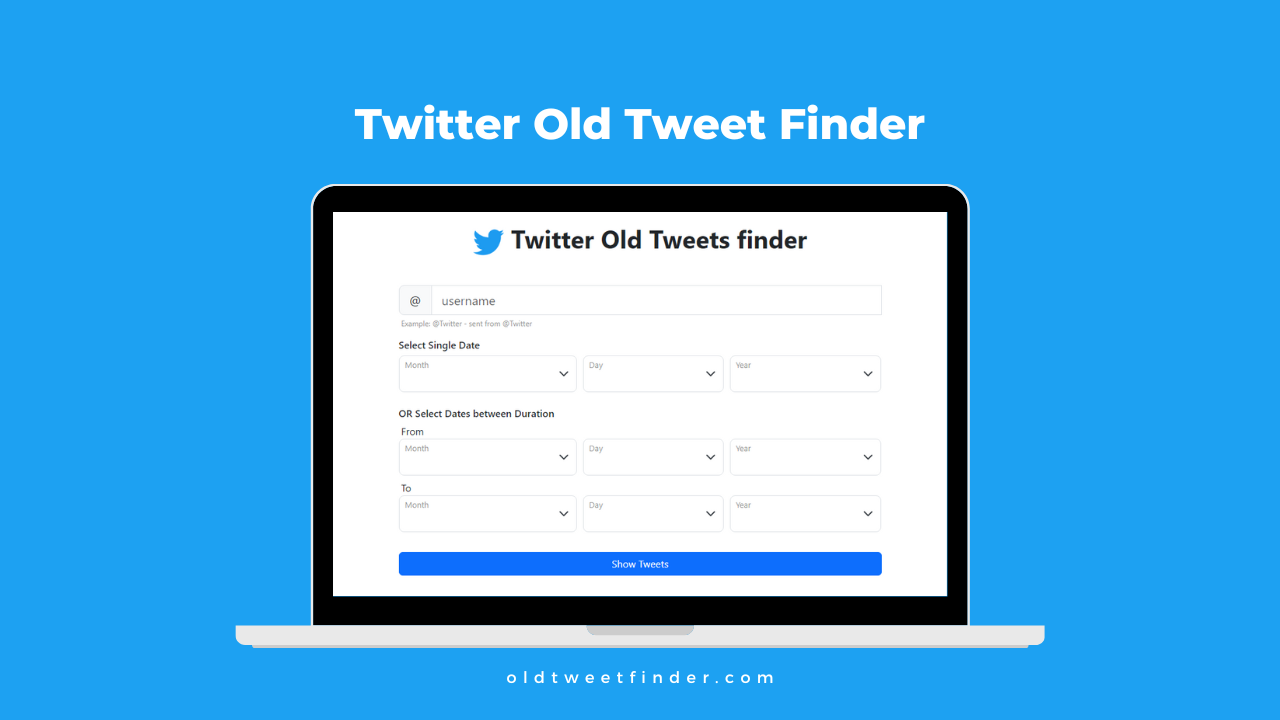 Twitter Old Tweet Finder
Twitter Old Tweets finder
@ username
Example: @Twitter - sent from @Twitter
Select Single Date
Month Day Year
OR Select Dates between Duration
From
Month Day Year
To
Month Day Year
Show Tweets
oldtweetfinder.com